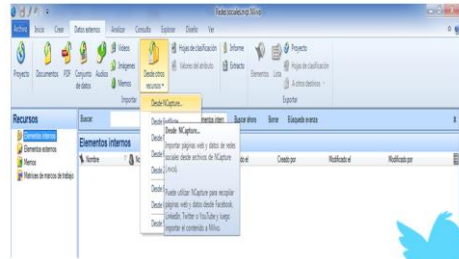 Redes sociales.nvp - NVivo
Archivo Inicio Crear Datos externos Analizar Consulta Explorar Diseño Ver
Proyecto Documentos PDF Conjunto de datos Audios Vídeos Imágenes Memos Desde otros recursos
Hojas de clasificación Valores del atributo Informe Extracto Elementos Lista Proyecto Hojas de clasificación A otros destinos
Importar Exportar
Recursos
Buscar Buscar ahora Borrar Búsqueda avanza
Elementos internos
Elementos externos
Memos
Matrices de marcos de trabajo
Elementos internos
Nombre Creado por Modificado el Modificado por
Desde NCapture...
Desde NCapture...
Importar páginas web y datos de redes
sociales desde archivos de NCapture
(.nvcx).
Puede utilizar NCapture para recopilar
páginas web y datos desde Facebook,
LinkedIn, Twitter o YouTube y luego
importar el contenido a NVivo.